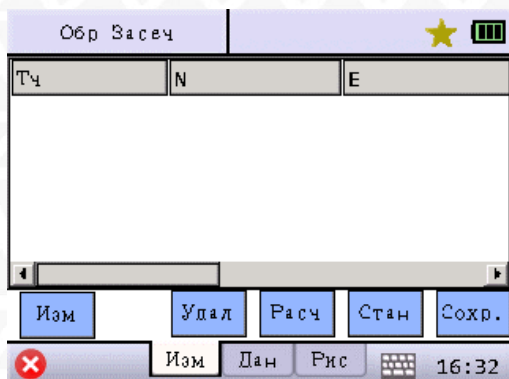 Обр Засеч
Тч N E
Изм Удал Расч Стан Сохр.
Изм Дан Рис 16:32